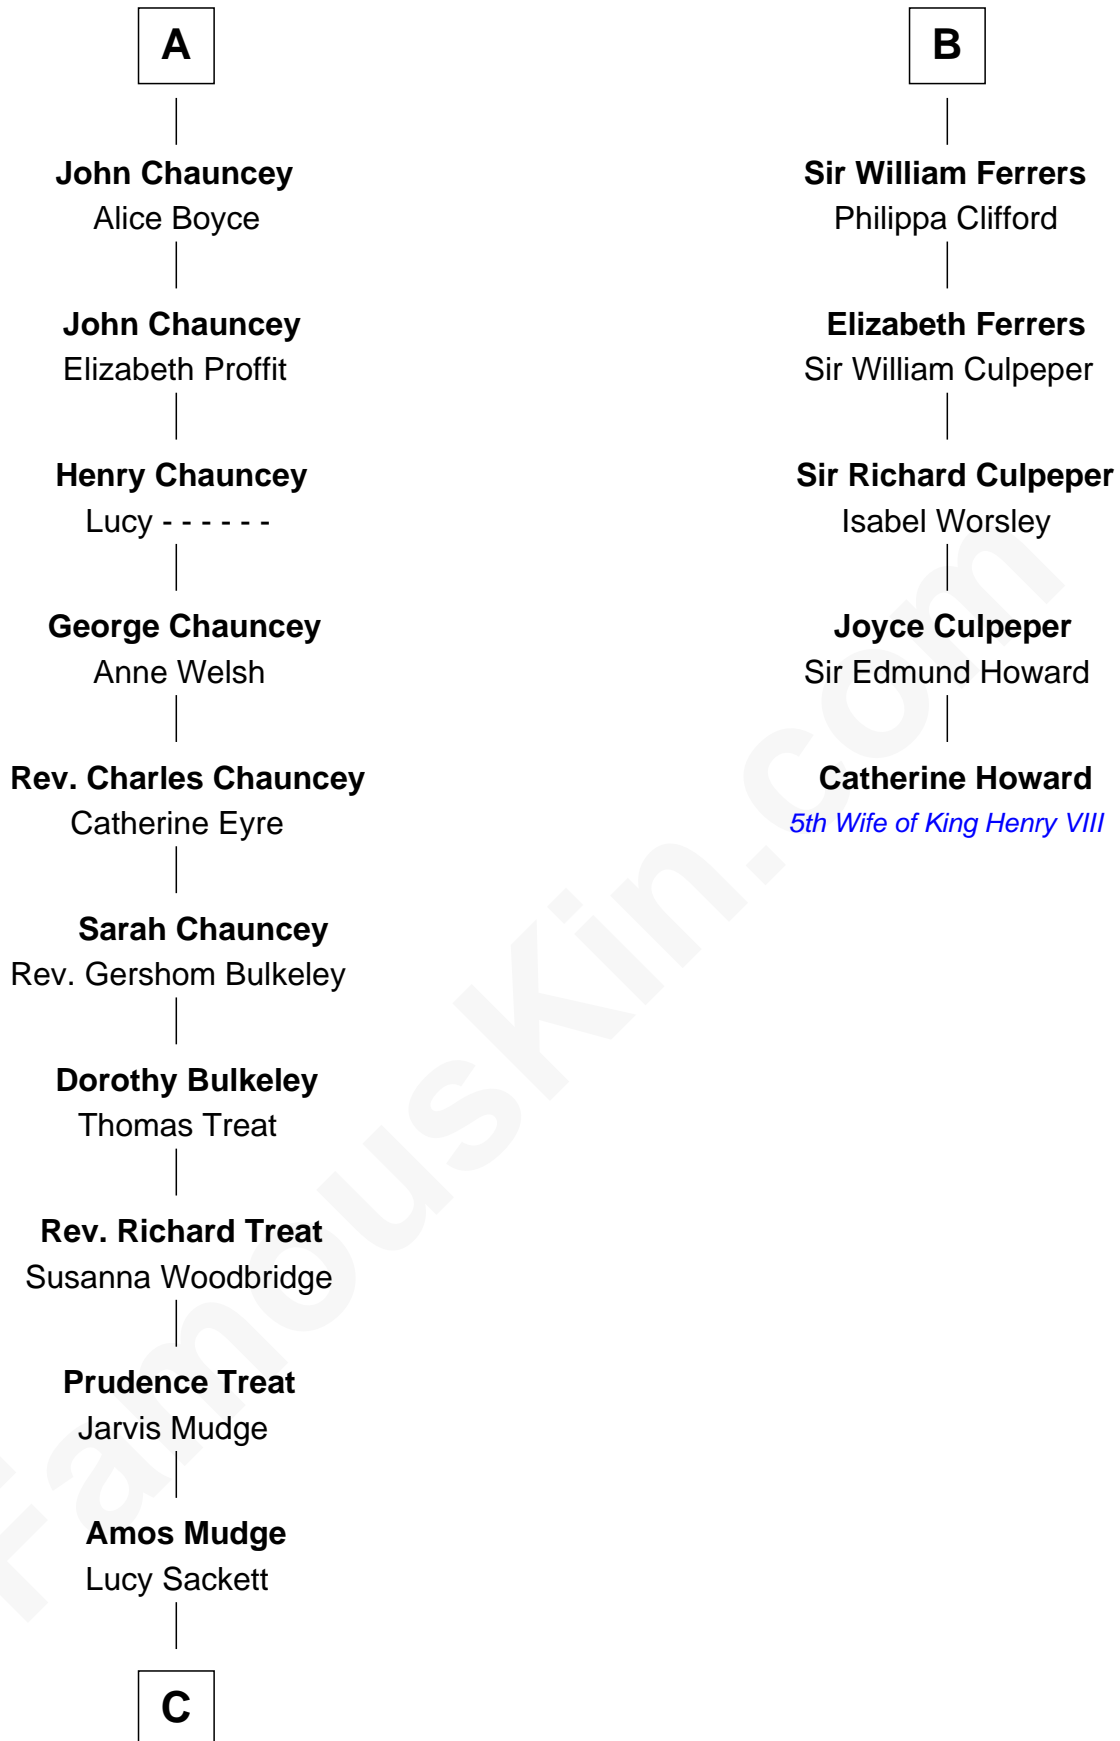 A
John Chauncey
Alice Boyce
John Chauncey
Elizabeth Proffit
Henry Chauncey
Lucy - - - - - -
George Chauncey
Anne Welsh
Rev. Charles Chauncey
Catherine Eyre
Sarah Chauncey
Rev. Gershom Bulkeley
Dorothy Bulkeley
Thomas Treat
Rev. Richard Treat
Susanna Woodbridge
Prudence Treat
Jarvis Mudge
Amos Mudge
Lucy Sackett
C
B
Sir William Ferrers
Philippa Clifford
Elizabeth Ferrers
Sir William Culpeper
Sir Richard Culpeper
Isabel Worsley
Joyce Culpeper
Sir Edmund Howard
Catherine Howard
5th Wife of King Henry VIII
FamousKin.com